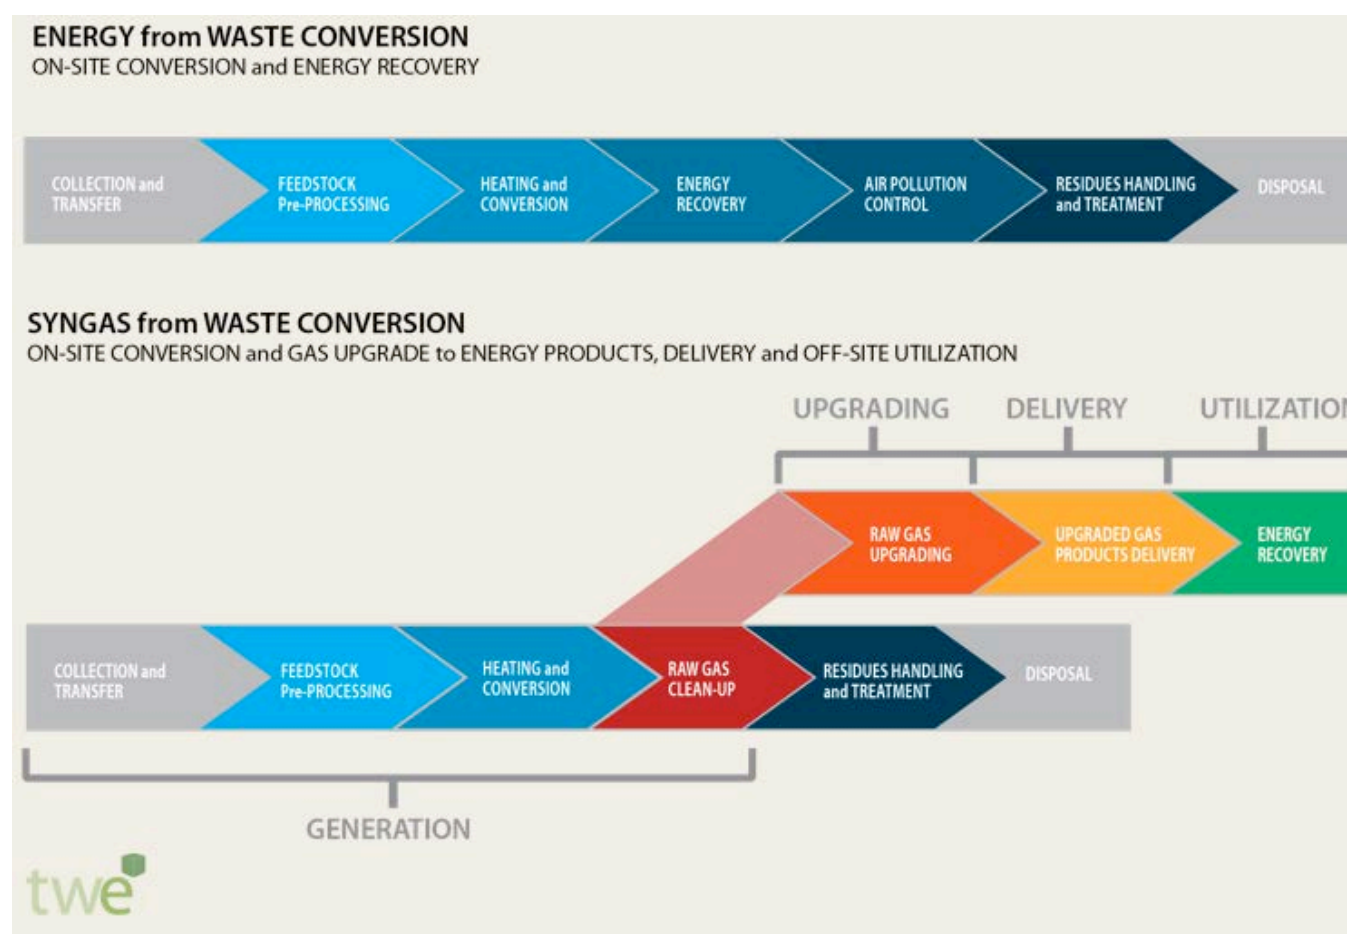 ENERGY from WASTE CONVERSION
ON-SITE CONVERSION and ENERGY RECOVERY
COLLECTION and
TRANSFER
FEEDSTOCK
Pre-PROCESSING
HEATING and
CONVERSION
ENERGY
RECOVERY
AIR POLLUTION
CONTROL
RESIDUES HANDLING
and TREATMENT
DISPOSAL
SYNGAS from WASTE CONVERSION
ON-SITE CONVERSION and GAS UPGRADE to ENERGY PRODUCTS, DELIVERY and OFF-SITE UTILIZATION
UPGRADING
DELIVERY
UTILIZATION
RAW GAS
UPGRADING
UPGRADED GAS
PRODUCTS DELIVERY
ENERGY
RECOVERY
COLLECTION and
TRANSFER
FEEDSTOCK
Pre-PROCESSING
HEATING and
CONVERSION
RAW GAS
CLEAN-UP
RESIDUES HANDLING
and TREATMENT
DISPOSAL
GENERATION
twe